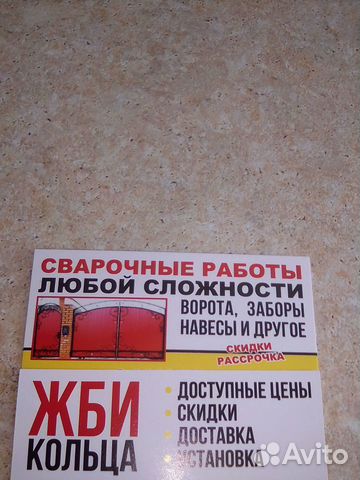 СВАРОЧНЫЕ РАБОТЫ
ЛЮБОЙ СЛОЖНОСТИ
ВОРОТА, ЗАБОРЫ
НАВЕСЫ И ДРУГОЕ
СКИДКИ
РАССРОЧКА
ЖБИ
КОЛЬЦА
• ДОСТУПНЫЕ ЦЕНЫ
• СКИДКИ
• ДОСТАВКА
• УСТАНОВКА
Avito